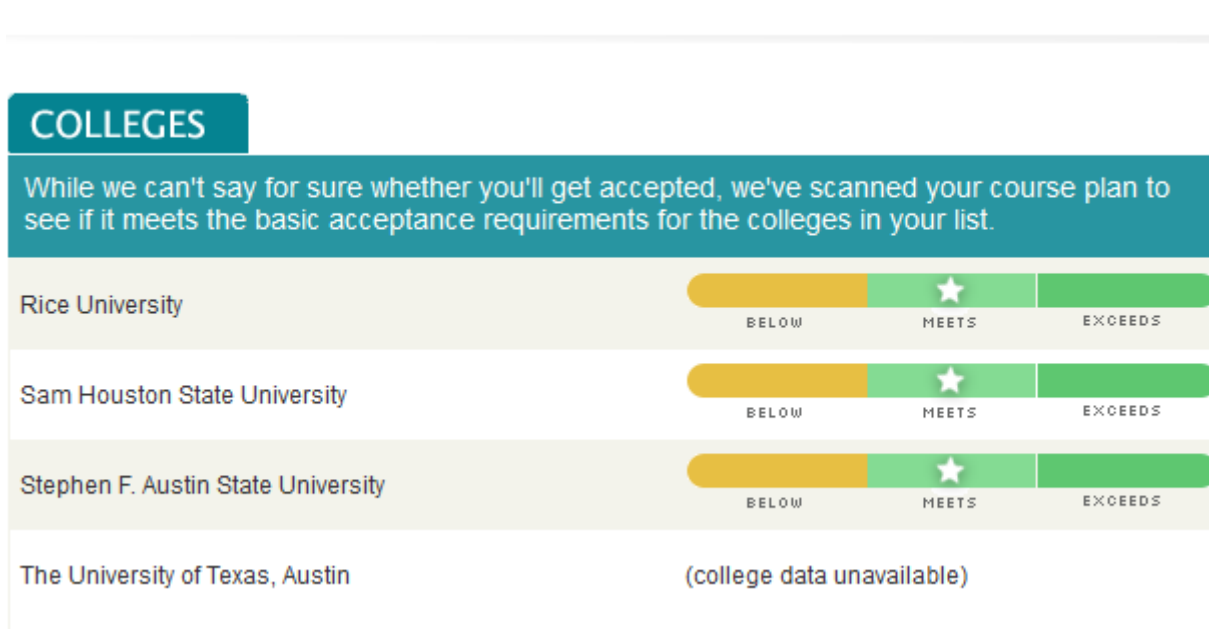 COLLEGES
While we can't say for sure whether you'll get accepted, we've scanned your course plan to
see if it meets the basic acceptance requirements for the colleges in your list.
Rice University
BELOW MEETS EXCEEDS
Sam Houston State University
BELOW MEETS EXCEEDS
Stephen F. Austin State University
BELOW MEETS EXCEEDS
The University of Texas, Austin (college data unavailable)